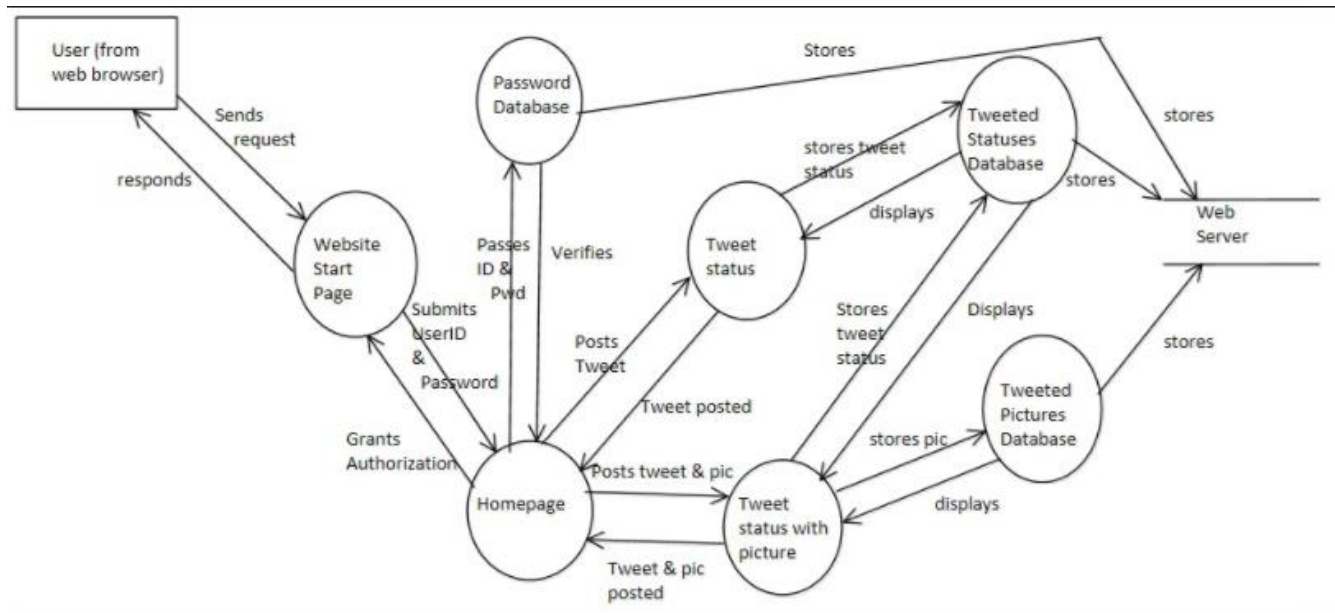 User (from
web browser)
Sends
request
responds
Website
Start
Page
Submits
UserID
&
Password
Grants
Authorization
Homepage
Passes
ID &
Pwd
Verifies
Password
Database
Stores
Posts
Tweet
Tweet posted
Tweet
status
stores tweet
status
displays
Tweeted
Statuses
Database
stores
stores
Web
Server
Posts tweet & pic
Tweet & pic
posted
Tweet
status with
picture
Stores
tweet
status
Displays
stores pic
displays
Tweeted
Pictures
Database
stores